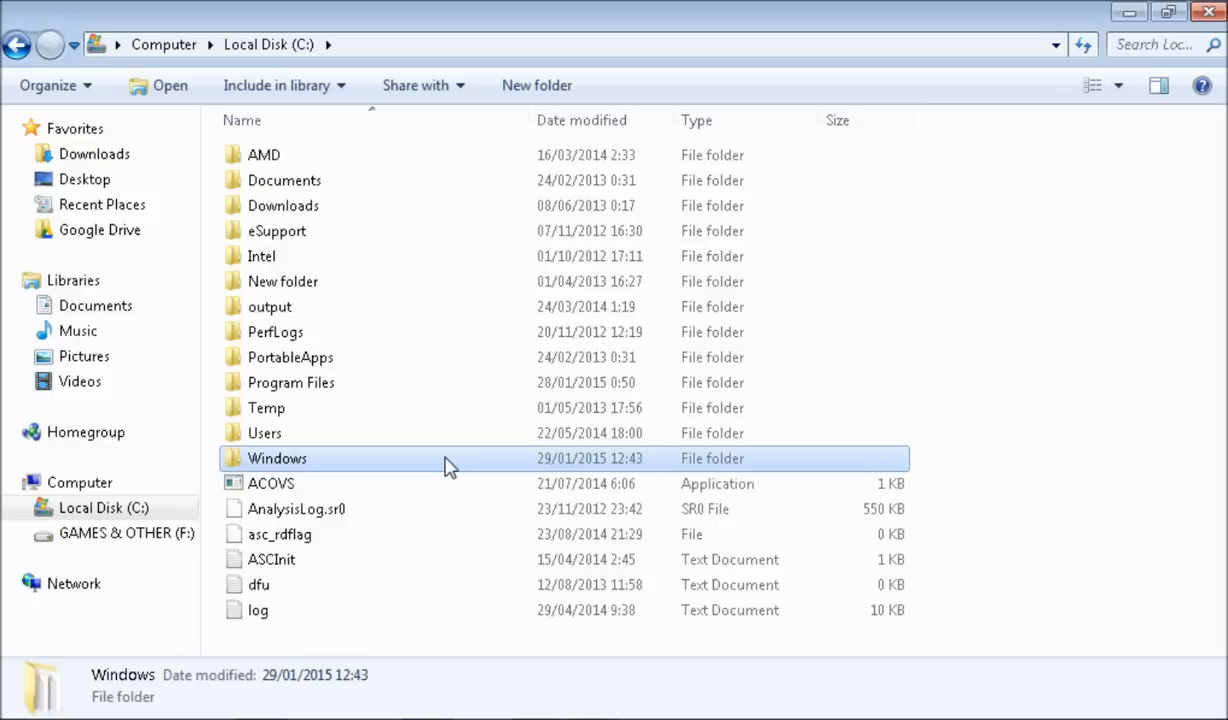 Computer Local Disk (C:) Search Loc...
Organize Open Include in library Share with New folder
Name Date modified Type Size
Favorites
Downloads
Desktop
Recent Places
Google Drive
Libraries
Documents
Music
Pictures
Videos
Homegroup
Computer
Local Disk (C:)
GAMES & OTHER (F:)
Network
AMD 16/03/2014 2:33 File folder
Documents 24/02/2013 0:31 File folder
Downloads 08/06/2013 0:17 File folder
eSupport 07/11/2012 16:30 File folder
Intel 01/10/2012 17:11 File folder
New folder 01/04/2013 16:27 File folder
output 24/03/2014 1:19 File folder
PerfLogs 20/11/2012 12:19 File folder
PortableApps 24/02/2013 0:31 File folder
Program Files 28/01/2015 0:50 File folder
Temp 01/05/2013 17:56 File folder
Users 22/05/2014 18:00 File folder
Windows 29/01/2015 12:43 File folder
ACOVS 21/07/2014 6:06 Application 1 KB
AnalysisLog.sr0 23/11/2012 23:42 SR0 File 550 KB
asc_rdflag 23/08/2014 21:29 File 0 KB
ASCInit 15/04/2014 2:45 Text Document 1 KB
dfu 12/08/2013 11:58 Text Document 0 KB
log 29/04/2014 9:38 Text Document 10 KB
Windows Date modified: 29/01/2015 12:43
File folder